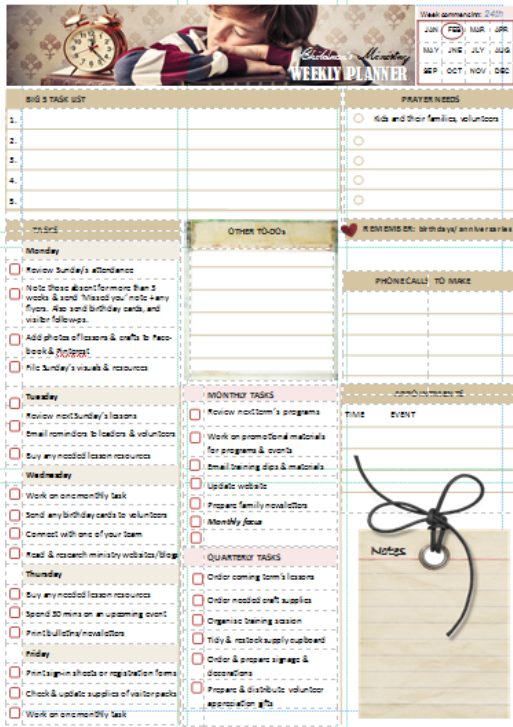 Week commencing: 24th
JAN FEB MAR APR
MAY JNE JLY AUG
SEP OCT NOV DEC
Children's Ministry
WEEKLY PLANNER
BIG 5 TASK LIST
1.
2.
3.
4.
5.
PRAYER NEEDS
Kids and their families, volunteers
TASKS
Monday
Review Sunday's attendance
Note those absent for more than 3
weeks & send 'Missed you' note + any
flyers. Also send birthday cards, and
visitor follow-ps.
Add photos of lessons & crafts to Face-
book & Pinterest
File Sunday's visuals & resources
Tuesday
Review next Sunday's lessons
Email reminders to leaders & volunteers
Buy any needed lesson resources
Wednesday
Work on one monthly task
Send any birthday cards to volunteers
Connect with one of your team
Read & research ministry websites/blogs
Thursday
Buy any needed lesson resources
Spend 30 mins on an upcoming event
Print bulletins/newsletters
Friday
Print sign-in sheets or registration forms
Check & update supplies of visitor packs
Work on one monthly task
OTHER TO-DOs
MONTHLY TASKS
Review next term's programs
Work on promotional materials
for programs & events
Email training clips & materials
Update website
Prepare family newsletters
Monthly focus
QUARTERLY TASKS
Order coming term's lessons
Order needed craft supplies
Organise training session
Tidy & restock supply cupboard
Order & prepare signage &
decorations
Prepare & distribute volunteer
appreciation gifts
REMEMBER: birthdays/anniversaries
PHONE CALLS TO MAKE
APPOINTMENTS
TIME EVENT
Notes